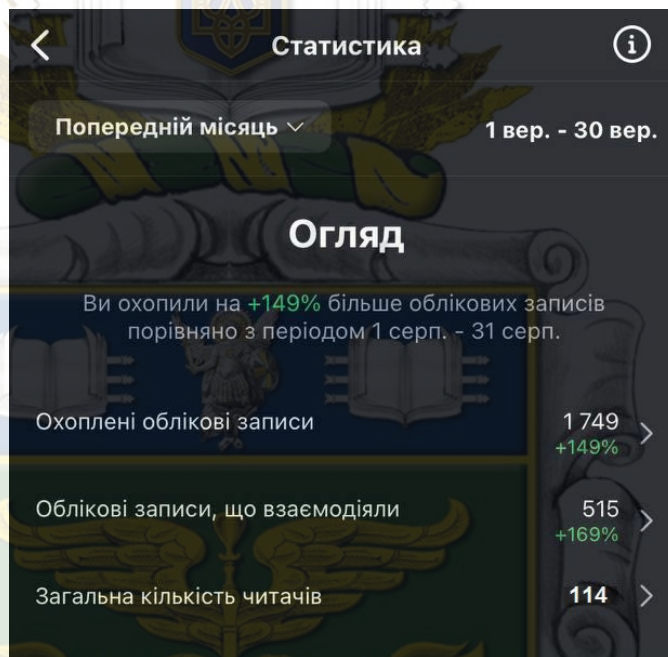 Статистика
Попередній місяць
1 вер. - 30 вер.
Огляд
Ви охопили на +149% більше облікових записів
порівняно з періодом 1 серп. - 31 серп.
Охоплені облікові записи 1 749
+149%
Облікові записи, що взаємодіяли 515
+169%
Загальна кількість читачів 114